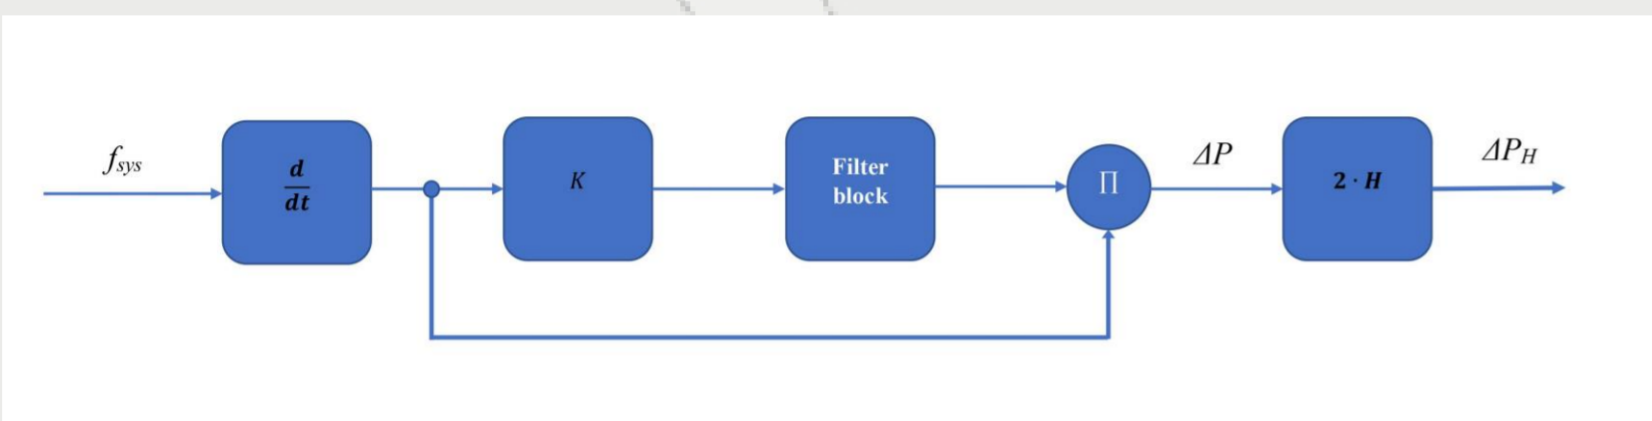 fsys
d
dt
K
Filter
block
Π
ΔP
2 · H
ΔPH